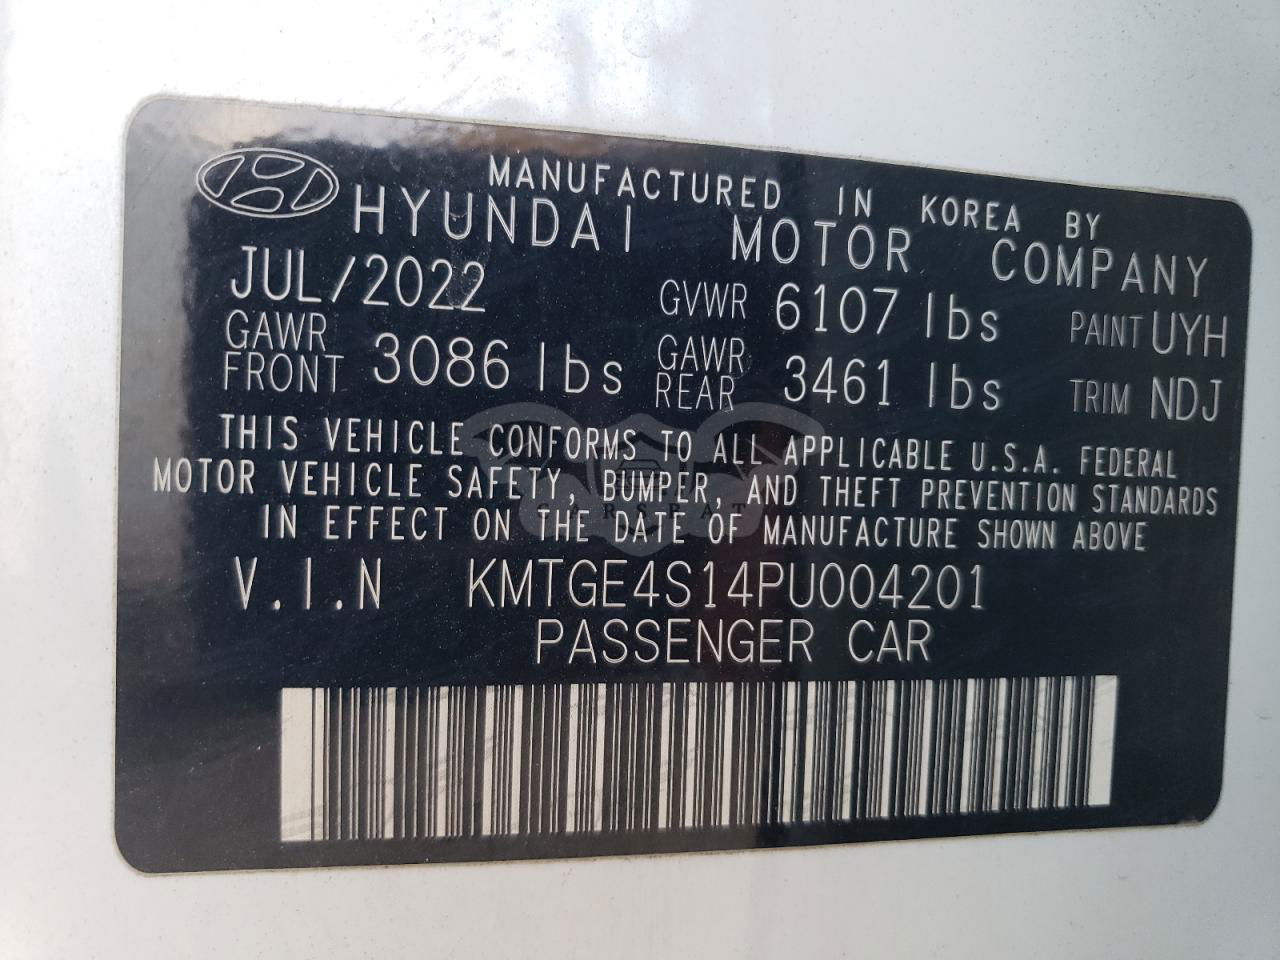 MANUFACTURED IN KOREA BY
HYUNDAI MOTOR COMPANY
JUL/2022 GVWR 6107 lbs PAINT UYH
GAWR FRONT 3086 lbs GAWR REAR 3461 lbs TRIM NDJ
THIS VEHICLE CONFORMS TO ALL APPLICABLE U.S.A. FEDERAL
MOTOR VEHICLE SAFETY, BUMPER, AND THEFT PREVENTION STANDARDS
IN EFFECT ON THE DATE OF MANUFACTURE SHOWN ABOVE
V.I.N KMTGE4S14PU004201
PASSENGER CAR